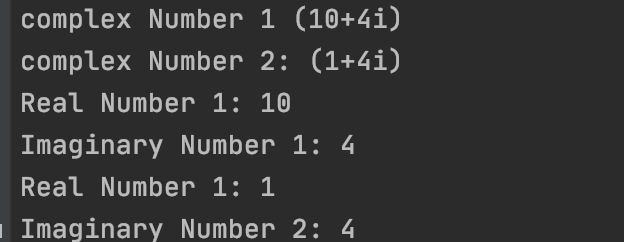 complex Number 1 (10+4i)
complex Number 2: (1+4i)
Real Number 1: 10
Imaginary Number 1: 4
Real Number 1: 1
Imaginary Number 2: 4